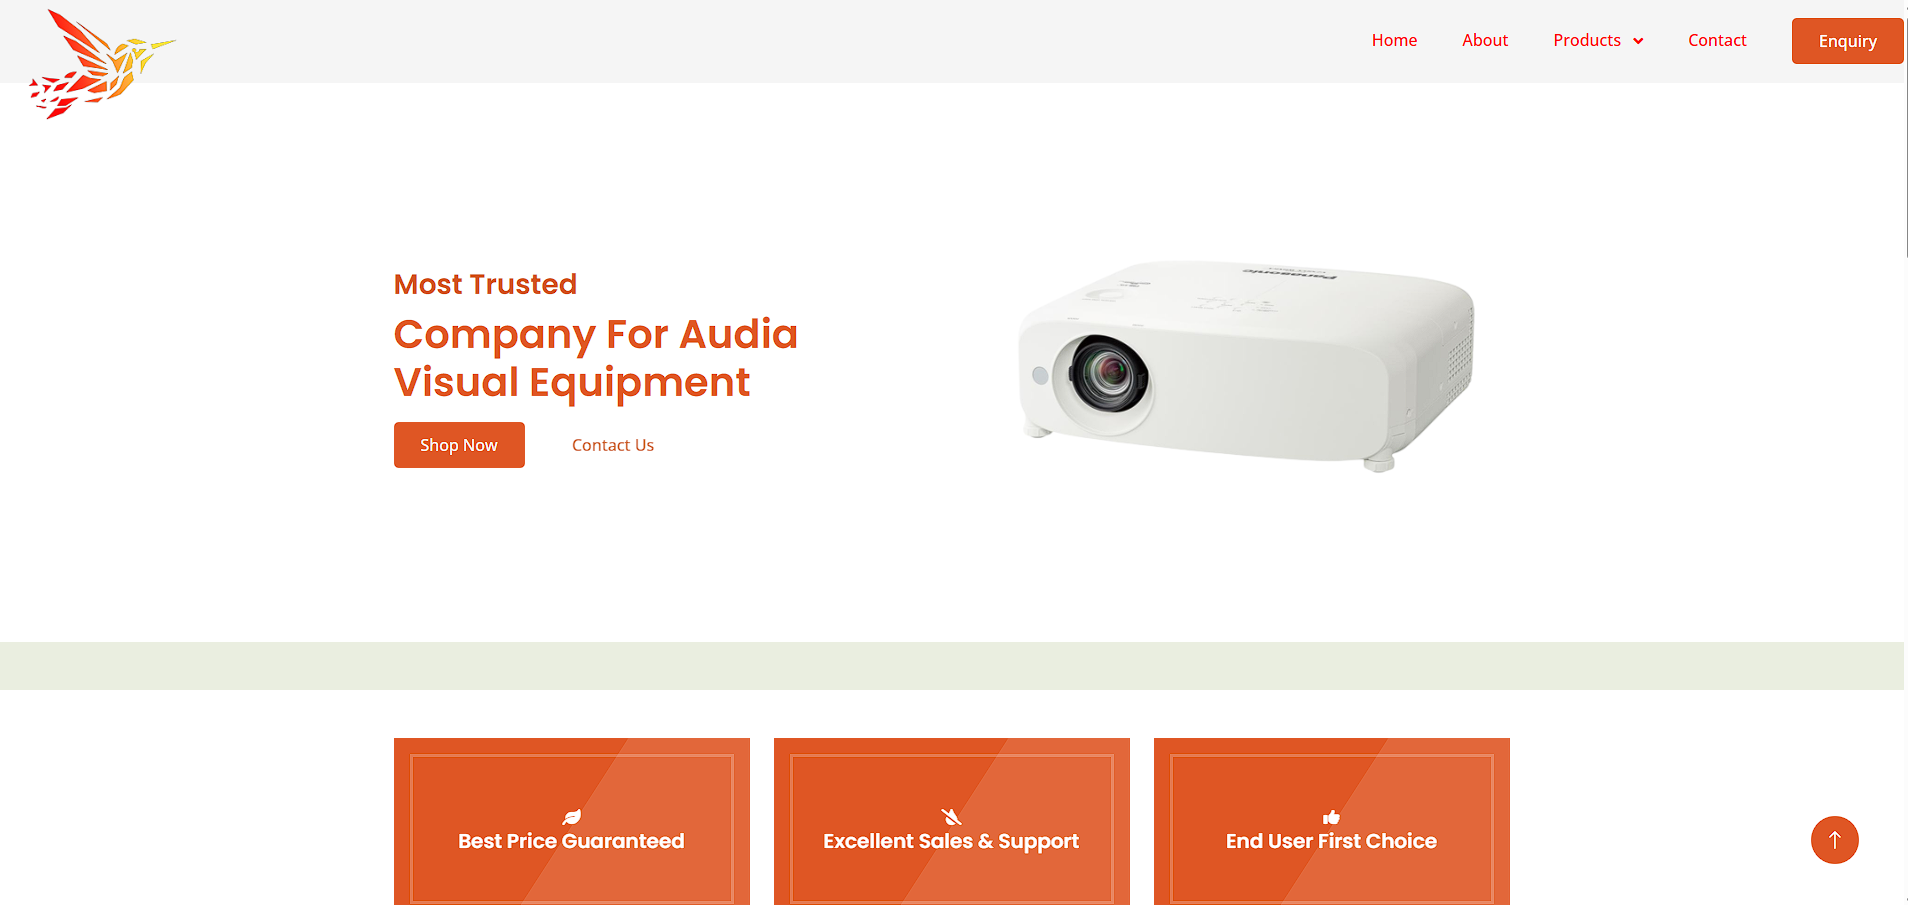 Home About Products Contact Enquiry
Most Trusted
Company For Audia
Visual Equipment
Shop Now Contact Us
Panasonic
Best Price Guaranteed
Excellent Sales & Support
End User First Choice